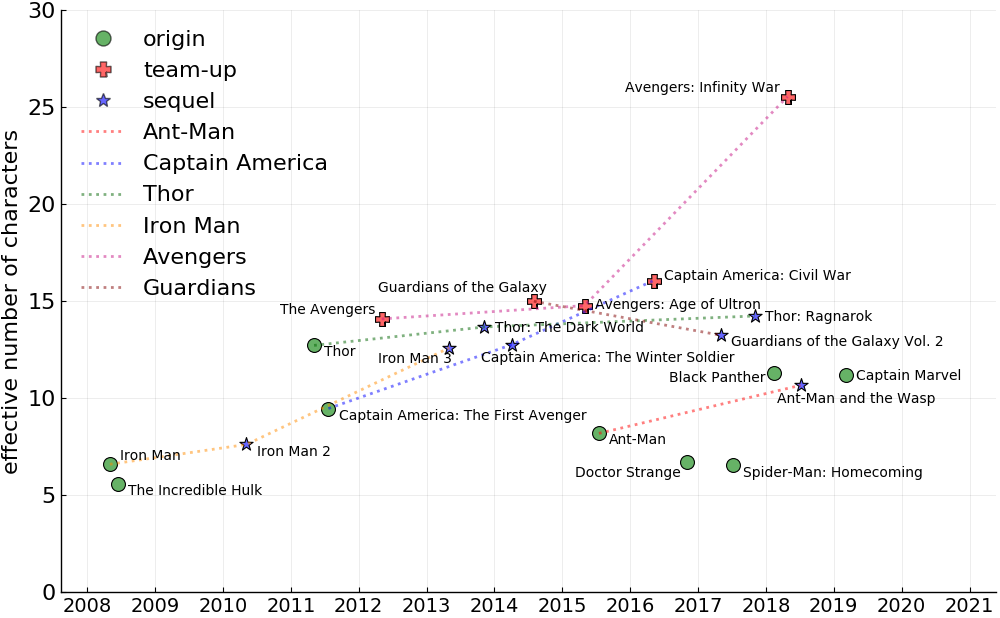 30
25
20
15
10
5
0
effective number of characters
origin
team-up
sequel
Ant-Man
Captain America
Thor
Iron Man
Avengers
Guardians
Avengers: Infinity War
Captain America: Civil War
Guardians of the Galaxy
Avengers: Age of Ultron
The Avengers
Thor: Ragnarok
Thor: The Dark World
Guardians of the Galaxy Vol. 2
Thor
Iron Man 3
Captain America: The Winter Soldier
Black Panther
Captain Marvel
Ant-Man and the Wasp
Captain America: The First Avenger
Ant-Man
Iron Man
Iron Man 2
Doctor Strange
Spider-Man: Homecoming
The Incredible Hulk
2008 2009 2010 2011 2012 2013 2014 2015 2016 2017 2018 2019 2020 2021